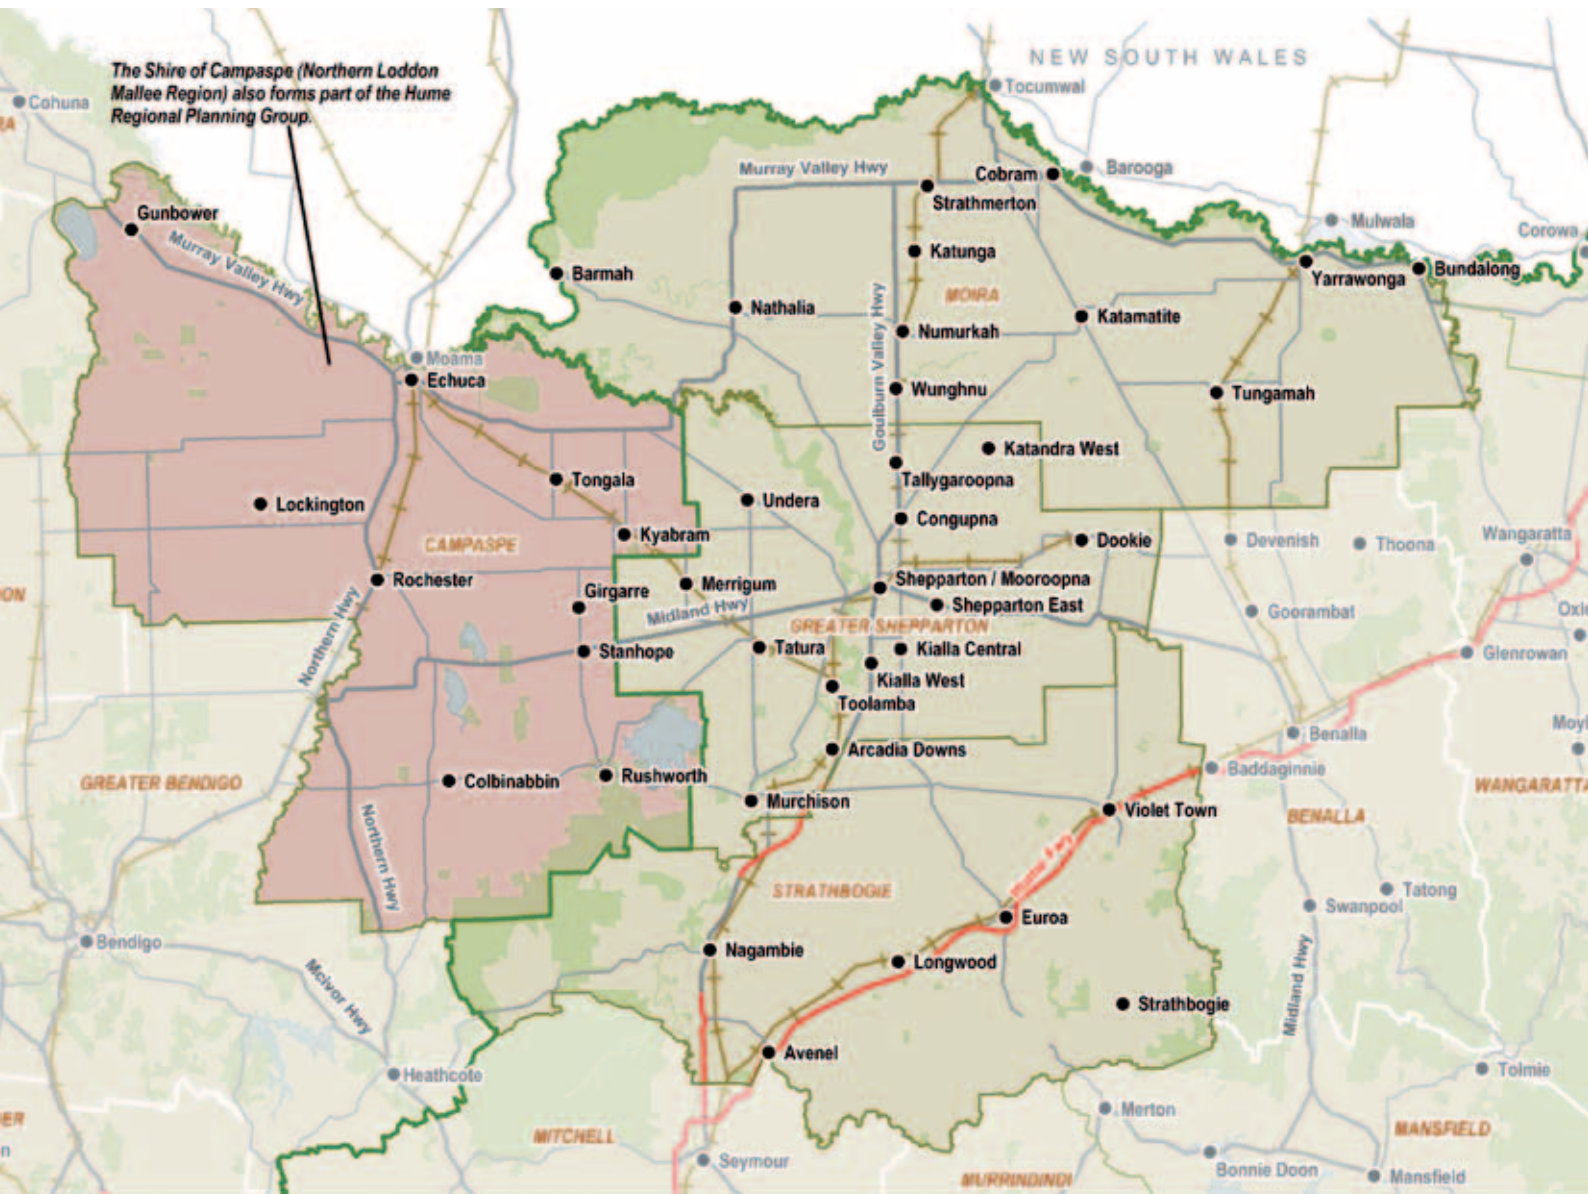 The Shire of Campaspe (Northern Loddon
Mallee Region) also forms part of the Hume
Regional Planning Group.
NEW SOUTH WALES
Cohuna
Tocumwal
Barooga
Mulwala
Corowa
Murray Valley Hwy
Cobram
Strathmerton
Gunbower
Murray Valley Hwy
Katunga
Barmah
Yarrawonga
Bundalong
MOIRA
Nathalia
Katamatite
Numurkah
Goulburn Valley Hwy
Moama
Echuca
Wunghnu
Tungamah
Katandra West
Tallygaroopna
Tongala
Lockington
Undera
Congupna
Kyabram
CAMPASPE
Dookie
Devenish
Thoona
Wangaratta
Rochester
Girgarre
Merrigum
Shepparton / Mooroopna
Midland Hwy
Shepparton East
Goorambat
GREATER SHEPPARTON
Northern Hwy
Stanhope
Tatura
Kialla Central
Kialla West
Toolamba
Glenrowan
Arcadia Downs
Benalla
Baddaginnie
GREATER BENDIGO
Colbinabbin
Rushworth
Murchison
Violet Town
BENALLA
WANGARATTA
Northern Hwy
Hume Fwy
STRATHBOGIE
Tatong
Swanpool
Euroa
Bendigo
Nagambie
Longwood
McIvor Hwy
Midland Hwy
Strathbogie
Avenel
Heathcote
Tolmie
Merton
MITCHELL
MANSFIELD
Seymour
Bonnie Doon
Mansfield
MURRINDINDI